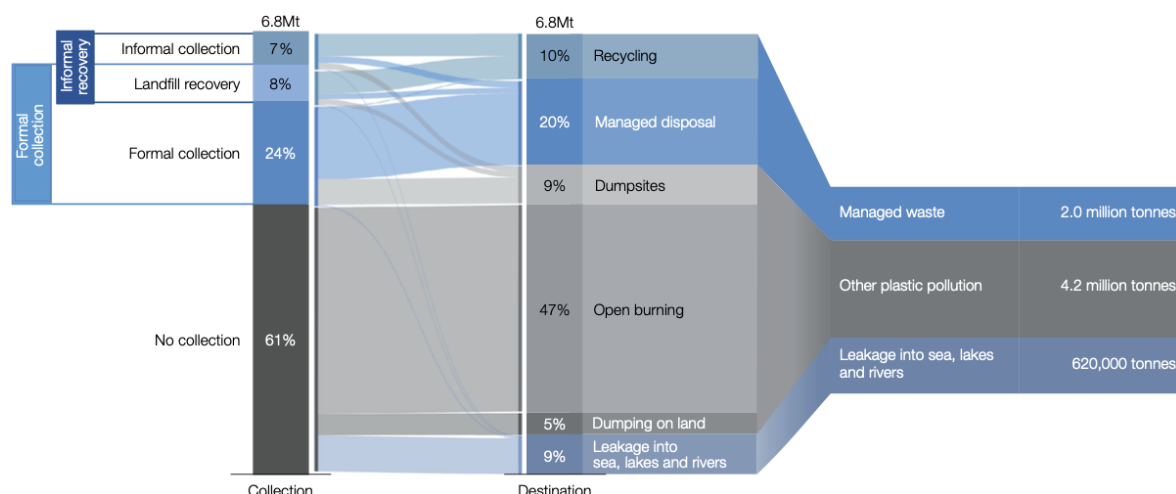 6.8Mt
6.8Mt
Informal
recovery
Formal
collection
Informal collection
7%
Landfill recovery
8%
Formal collection
24%
No collection
61%
10%
Recycling
20%
Managed disposal
9%
Dumpsites
47%
Open burning
5%
Dumping on land
9%
Leakage into
sea, lakes and rivers
Managed waste
2.0 million tonnes
Other plastic pollution
4.2 million tonnes
Leakage into sea, lakes
and rivers
620,000 tonnes
Collection
Destination